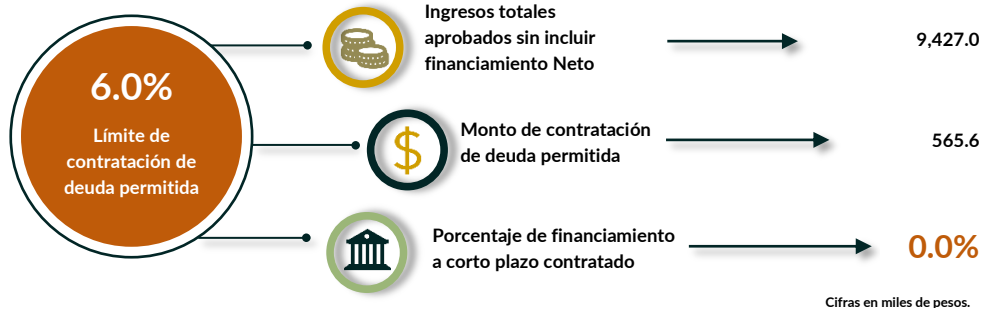 6.0%
Límite de
contratación de
deuda permitida
Ingresos totales
aprobados sin incluir
financiamiento Neto
9,427.0
$
Monto de contratación
de deuda permitida
565.6
Porcentaje de financiamiento
a corto plazo contratado
0.0%
Cifras en miles de pesos.